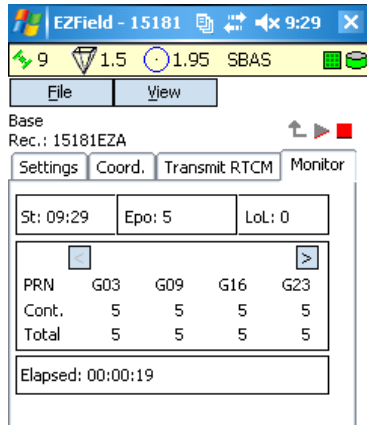 EZField - 15181 9:29
9 1.5 1.95 SBAS
File View
Base
Rec.: 15181EZA
Settings Coord. Transmit RTCM Monitor
St: 09:29 Epo: 5 LoL: 0
< >
PRN G03 G09 G16 G23
Cont. 5 5 5 5
Total 5 5 5 5
Elapsed: 00:00:19